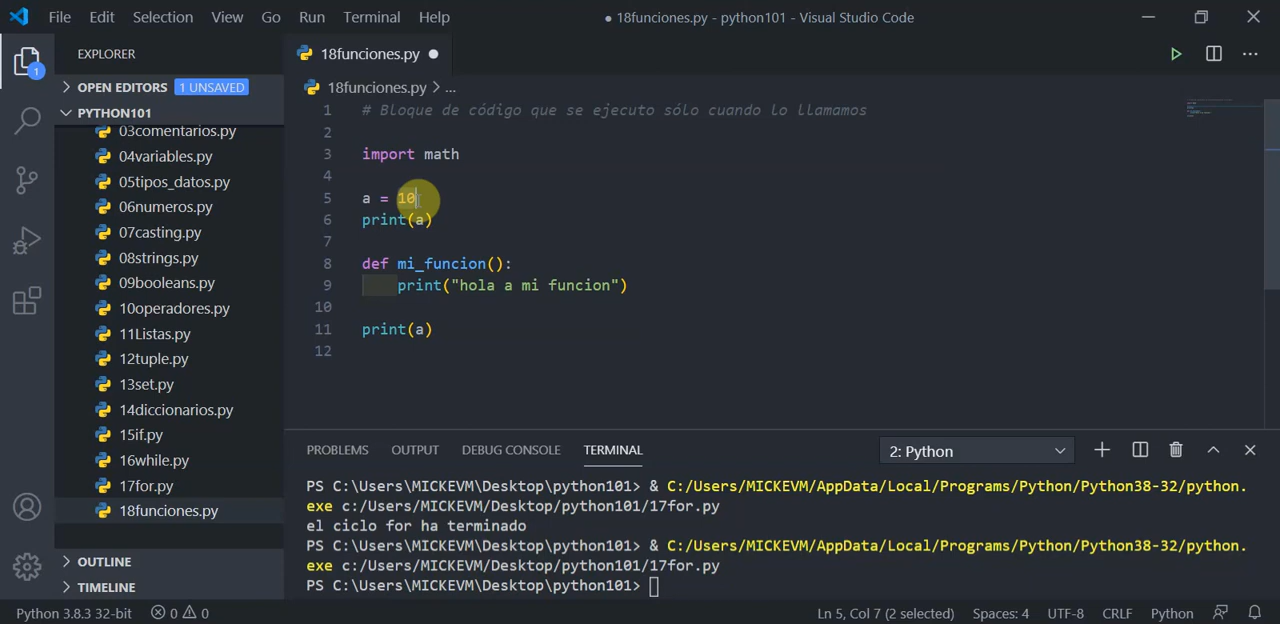 File Edit Selection View Go Run Terminal Help
● 18funciones.py - python101 - Visual Studio Code
EXPLORER
OPEN EDITORS 1 UNSAVED
PYTHON101
03comentarios.py
04variables.py
05tipos_datos.py
06numeros.py
07casting.py
08strings.py
09booleans.py
10operadores.py
11Listas.py
12tuple.py
13set.py
14diccionarios.py
15if.py
16while.py
17for.py
18funciones.py
OUTLINE
TIMELINE
1
18funciones.py ●
18funciones.py > ...
1 # Bloque de código que se ejecuto sólo cuando lo llamamos
2
3 import math
4
5 a = 10
6 print(a)
7
8 def mi_funcion():
9 print("hola a mi funcion")
10
11 print(a)
12
PROBLEMS OUTPUT DEBUG CONSOLE TERMINAL 2: Python
PS C:\Users\MICKEVM\Desktop\python101> & C:/Users/MICKEVM/AppData/Local/Programs/Python/Python38-32/python.
exe c:/Users/MICKEVM/Desktop/python101/17for.py
el ciclo for ha terminado
PS C:\Users\MICKEVM\Desktop\python101> & C:/Users/MICKEVM/AppData/Local/Programs/Python/Python38-32/python.
exe c:/Users/MICKEVM/Desktop/python101/17for.py
PS C:\Users\MICKEVM\Desktop\python101>
Python 3.8.3 32-bit 0 0 Ln 5, Col 7 (2 selected) Spaces: 4 UTF-8 CRLF Python